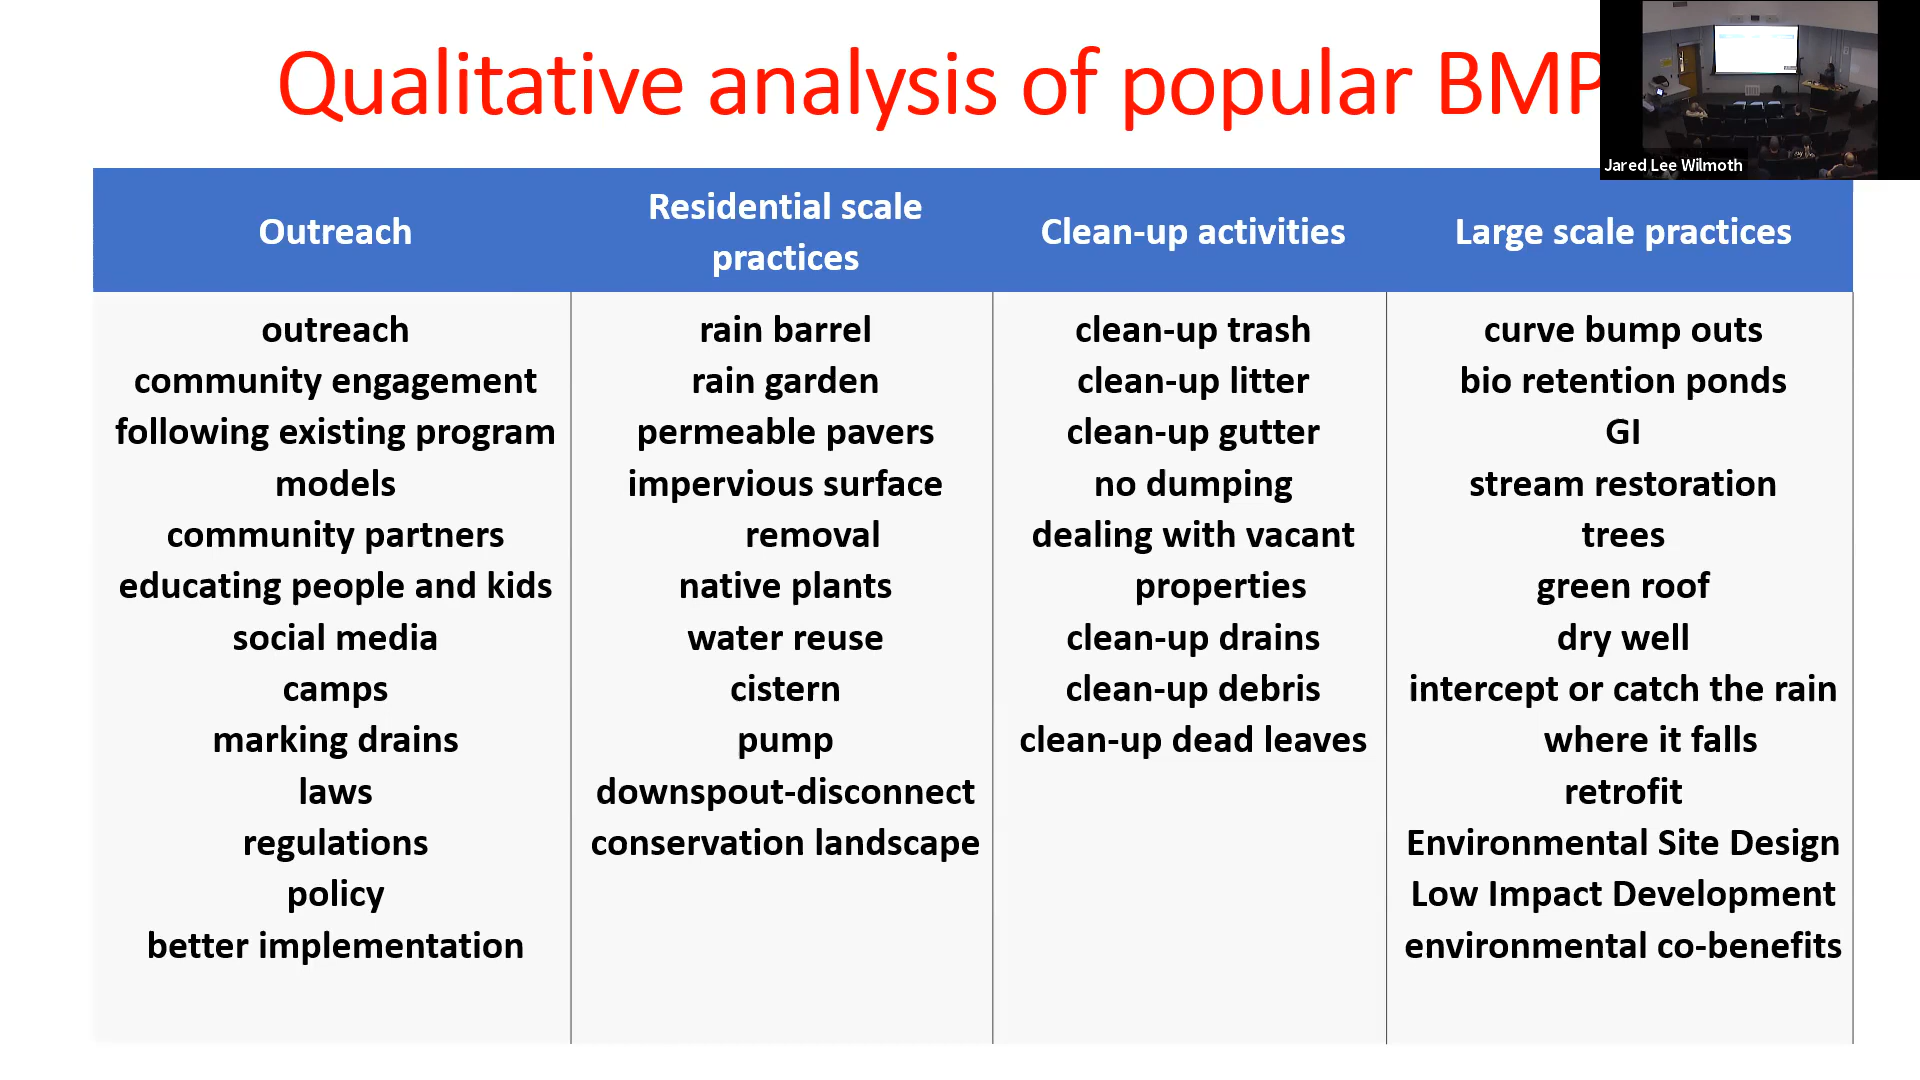 Qualitative analysis of popular BMP
Jared Lee Wilmoth
Outreach
Residential scale
practices
Clean-up activities
Large scale practices
outreach
community engagement
following existing program
models
community partners
educating people and kids
social media
camps
marking drains
laws
regulations
policy
better implementation
rain barrel
rain garden
permeable pavers
impervious surface
removal
native plants
water reuse
cistern
pump
downspout-disconnect
conservation landscape
clean-up trash
clean-up litter
clean-up gutter
no dumping
dealing with vacant
properties
clean-up drains
clean-up debris
clean-up dead leaves
curve bump outs
bio retention ponds
GI
stream restoration
trees
green roof
dry well
intercept or catch the rain
where it falls
retrofit
Environmental Site Design
Low Impact Development
environmental co-benefits